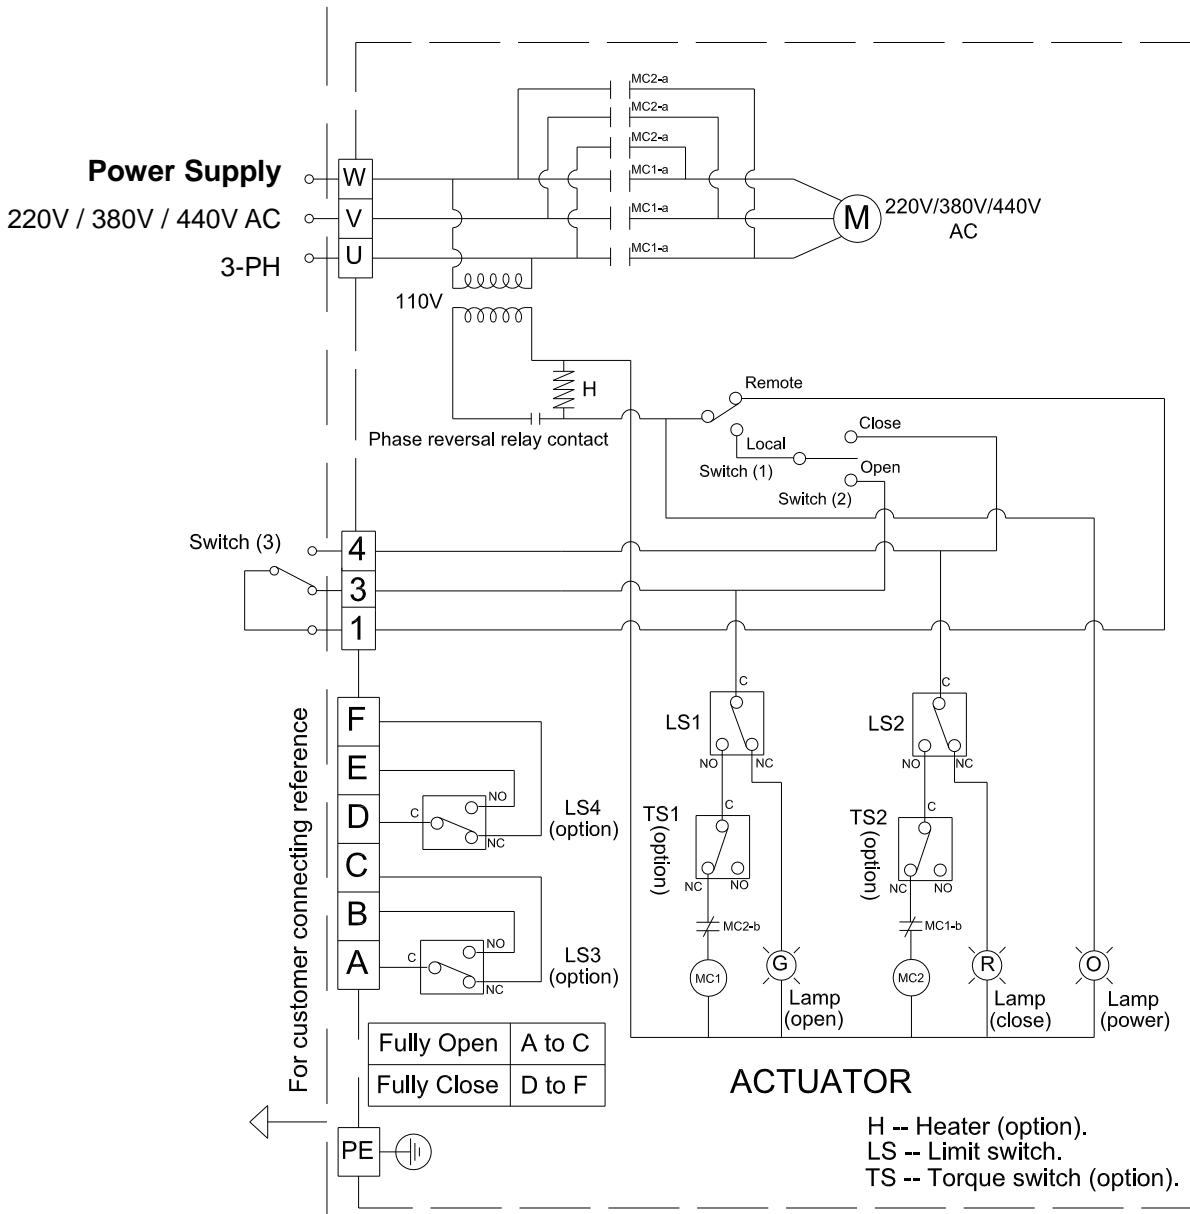 MC2-a
MC2-a
MC2-a
Power Supply
W
MC1-a
220V / 380V / 440V AC
V
MC1-a
M
220V/380V/440V
AC
3-PH
U
MC1-a
110V
H
Remote
Phase reversal relay contact
Local
Close
Switch (1)
Open
Switch (2)
Switch (3)
4
3
1
C
C
LS1
LS2
NO
NC
NO
NC
For customer connecting reference
F
E
D
C
B
A
C
NO
NC
LS4
(option)
C
NO
NC
LS3
(option)
TS1
(option)
C
NC
NO
TS2
(option)
C
NC
NO
MC2-b
MC1-b
MC1
G
MC2
R
O
Lamp
(open)
Lamp
(close)
Lamp
(power)
Fully Open
A to C
Fully Close
D to F
ACTUATOR
PE
H -- Heater (option).
LS -- Limit switch.
TS -- Torque switch (option).